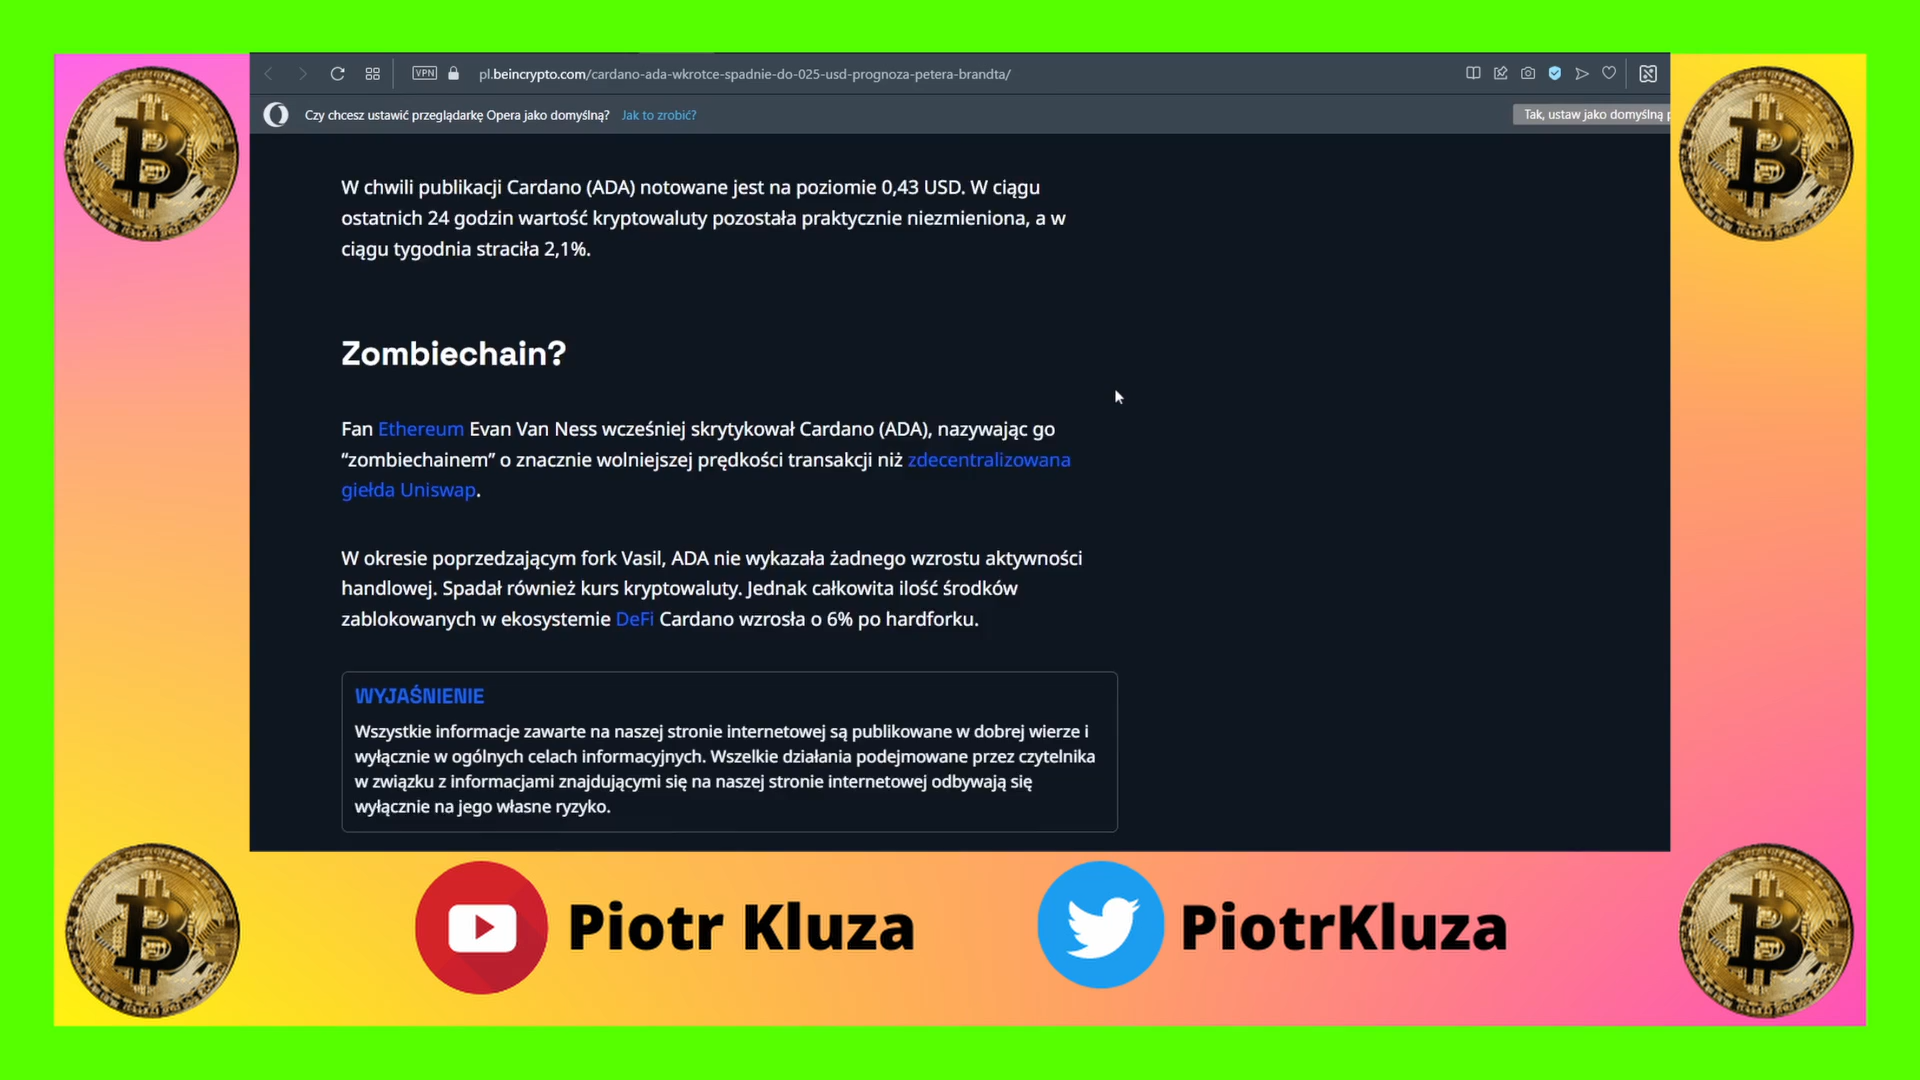 VPN
pl.beincrypto.com/cardano-ada-wkrotce-spadnie-do-025-usd-prognoza-petera-brandta/
Czy chcesz ustawić przeglądarkę Opera jako domyślną? Jak to zrobić?
Tak, ustaw jako domyślną p
W chwili publikacji Cardano (ADA) notowane jest na poziomie 0,43 USD. W ciągu
ostatnich 24 godzin wartość kryptowaluty pozostała praktycznie niezmieniona, a w
ciągu tygodnia straciła 2,1%.
Zombiechain?
Fan Ethereum Evan Van Ness wcześniej skrytykował Cardano (ADA), nazywając go
“zombiechainem” o znacznie wolniejszej prędkości transakcji niż zdecentralizowana
giełda Uniswap.
W okresie poprzedzającym fork Vasil, ADA nie wykazała żadnego wzrostu aktywności
handlowej. Spadał również kurs kryptowaluty. Jednak całkowita ilość środków
zablokowanych w ekosystemie DeFi Cardano wzrosła o 6% po hardforku.
WYJAŚNIENIE
Wszystkie informacje zawarte na naszej stronie internetowej są publikowane w dobrej wierze i
wyłącznie w ogólnych celach informacyjnych. Wszelkie działania podejmowane przez czytelnika
w związku z informacjami znajdującymi się na naszej stronie internetowej odbywają się
wyłącznie na jego własne ryzyko.
Piotr Kluza
PiotrKluza